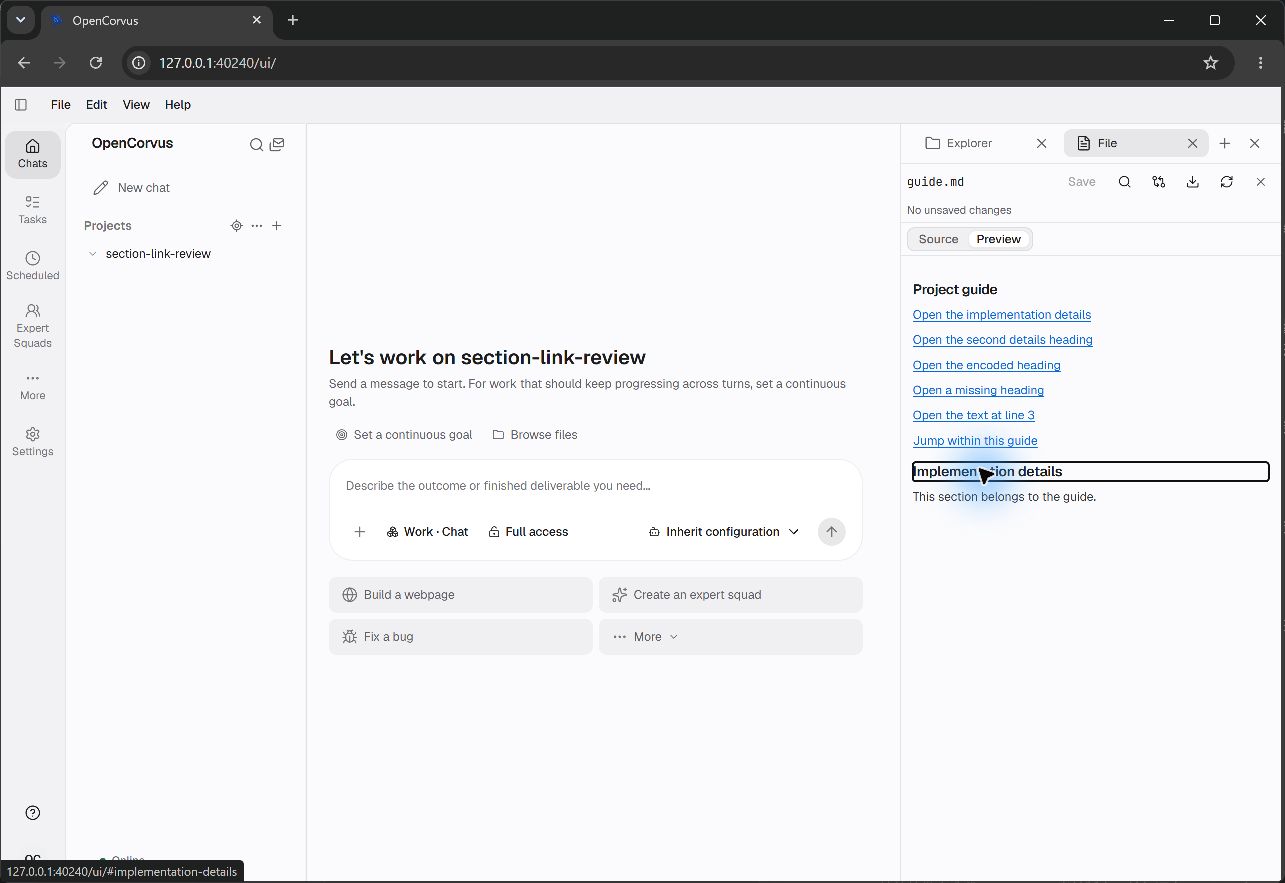 OpenCorvus
127.0.0.1:40240/ui/
File Edit View Help
Chats
Tasks
Scheduled
Expert
Squads
More
Settings
OpenCorvus
New chat
Projects
section-link-review
Online
127.0.0.1:40240/ui/#implementation-details
Let's work on section-link-review
Send a message to start. For work that should keep progressing across turns, set a continuous
goal.
Set a continuous goal Browse files
Describe the outcome or finished deliverable you need...
Work · Chat Full access Inherit configuration
Build a webpage Create an expert squad
Fix a bug More
Explorer File
guide.md Save
No unsaved changes
Source Preview
Project guide
Open the implementation details
Open the second details heading
Open the encoded heading
Open a missing heading
Open the text at line 3
Jump within this guide
Implementation details
This section belongs to the guide.